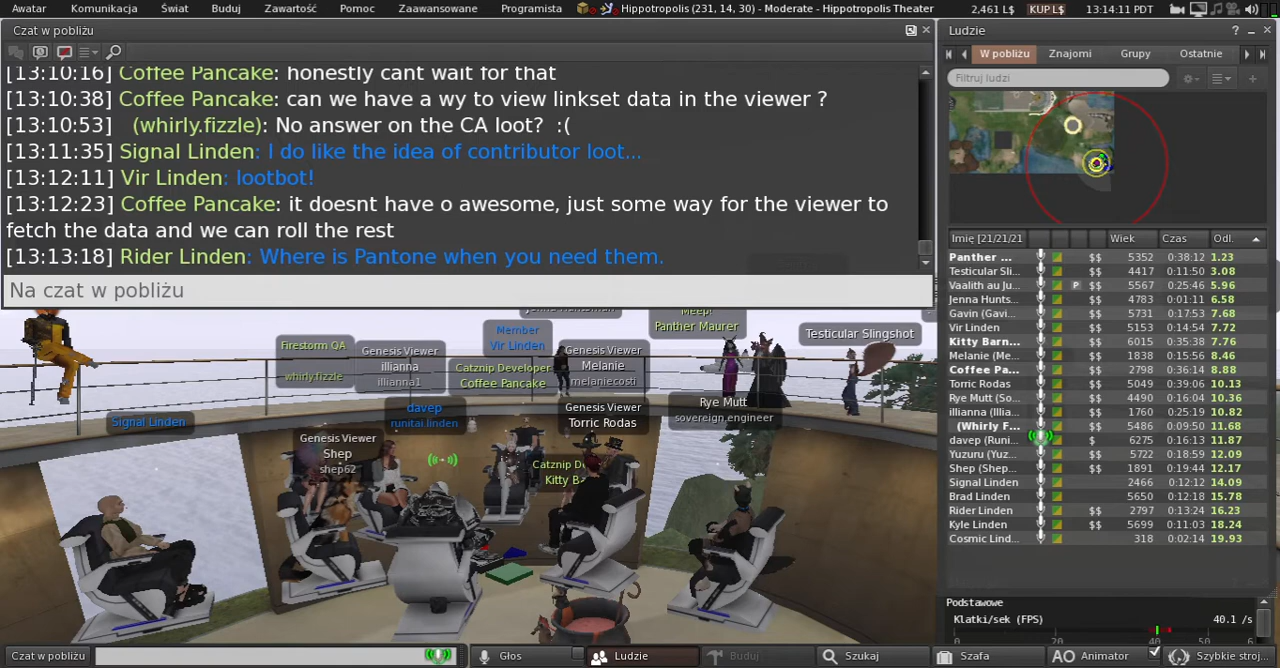 Awatar Komunikacja Świat Buduj Zawartość Pomoc Zaawansowane Programista Hippotropolis (231, 14, 30) - Moderate - Hippotropolis Theater 2,461 L$ KUP L$ 13:14:11 PDT
Czat w pobliżu
[13:10:16] Coffee Pancake: honestly cant wait for that
[13:10:38] Coffee Pancake: can we have a wy to view linkset data in the viewer ?
[13:10:53] (whirly.fizzle): No answer on the CA loot? :(
[13:11:35] Signal Linden: I do like the idea of contributor loot...
[13:12:11] Vir Linden: lootbot!
[13:12:23] Coffee Pancake: it doesnt have o awesome, just some way for the viewer to
fetch the data and we can roll the rest
[13:13:18] Rider Linden: Where is Pantone when you need them.
Na czat w pobliżu
Meep!
Panther Maurer
Member
Vir Linden
Testicular Slingshot
Firestorm QA
whirly.fizzle
Genesis Viewer
illianna
illianna1
Catznip Developer
Coffee Pancake
Genesis Viewer
Melanie
melaniecosti
Signal Linden
davep
runitai.linden
Genesis Viewer
Torric Rodas
Rye Mutt
sovereign.engineer
Genesis Viewer
Shep
shep62
Catznip De
Kitty Ba
Ludzie
W pobliżu Znajomi Grupy Ostatnie
Filtruj ludzi
Imię [21/21/21 Wiek Czas Odl.
Panther ... $$ 5352 0:38:12 1.23
Testicular Sli... $$ 4417 0:11:50 3.08
Vaalith au Ju... P $$ 5567 0:25:46 5.96
Jenna Hunts... $$ 4783 0:01:11 6.58
Gavin (Gavi... $$ 5731 0:17:53 7.68
Vir Linden $$ 5153 0:14:54 7.72
Kitty Barn... $$ 6015 0:35:38 7.76
Melanie (Me... $$ 1838 0:15:56 8.46
Coffee Pa... $$ 2798 0:36:14 8.88
Torric Rodas $$ 5049 0:39:06 10.13
Rye Mutt (So... $$ 4490 0:16:04 10.36
illianna (Illia... $$ 1760 0:25:19 10.82
(Whirly F... $$ 5486 0:09:50 11.68
davep (Runi... $ 6275 0:16:13 11.87
Yuzuru (Yuz... $$ 5722 0:18:59 12.09
Shep (Shep... $$ 1891 0:19:44 12.17
Signal Linden 2466 0:12:12 14.09
Brad Linden 5650 0:12:18 15.78
Rider Linden $$ 2797 0:13:24 16.23
Kyle Linden $$ 5699 0:11:03 18.24
Cosmic Lind... 318 0:02:14 19.93
Podstawowe
Klatki/sek (FPS) 40.1 /s
0 20 40 50 6
Czat w pobliżu Głos Ludzie Buduj Szukaj Szafa AO Animator Szybkie stroj...